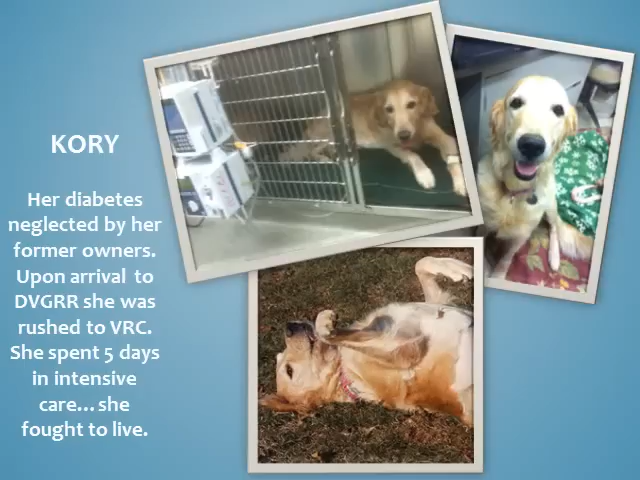 KORY
Her diabetes
neglected by her
former owners.
Upon arrival to
DVGRR she was
rushed to VRC.
She spent 5 days
in intensive
care...she
fought to live.